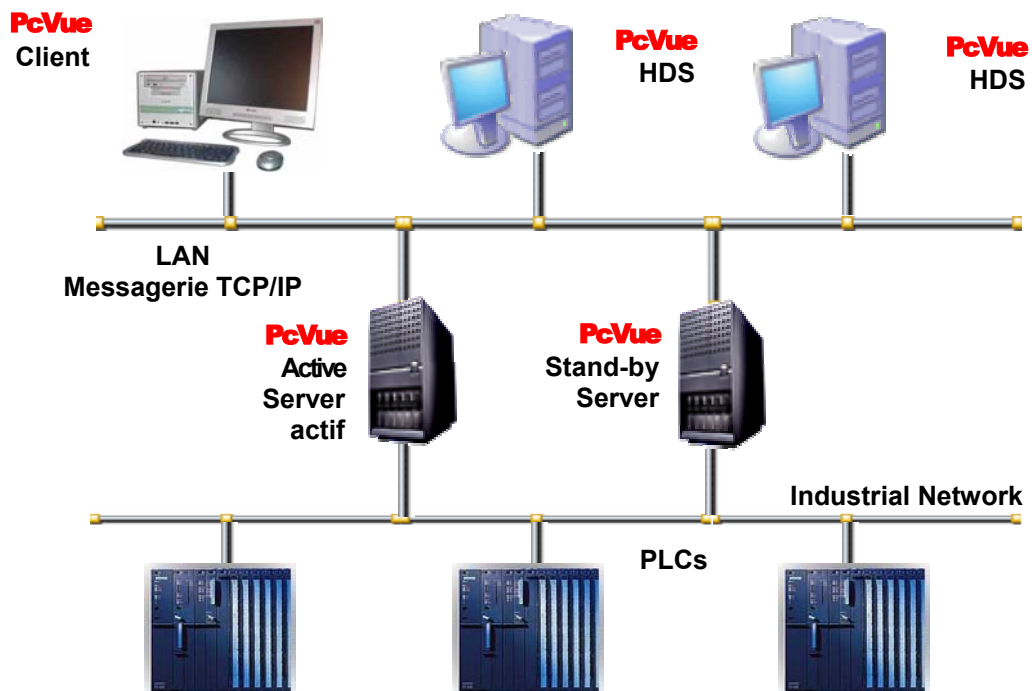 PcVue
Client
PcVue
HDS
PcVue
HDS
LAN
Messagerie TCP/IP
PcVue
Active
Server
actif
PcVue
Stand-by
Server
Industrial Network
PLCs